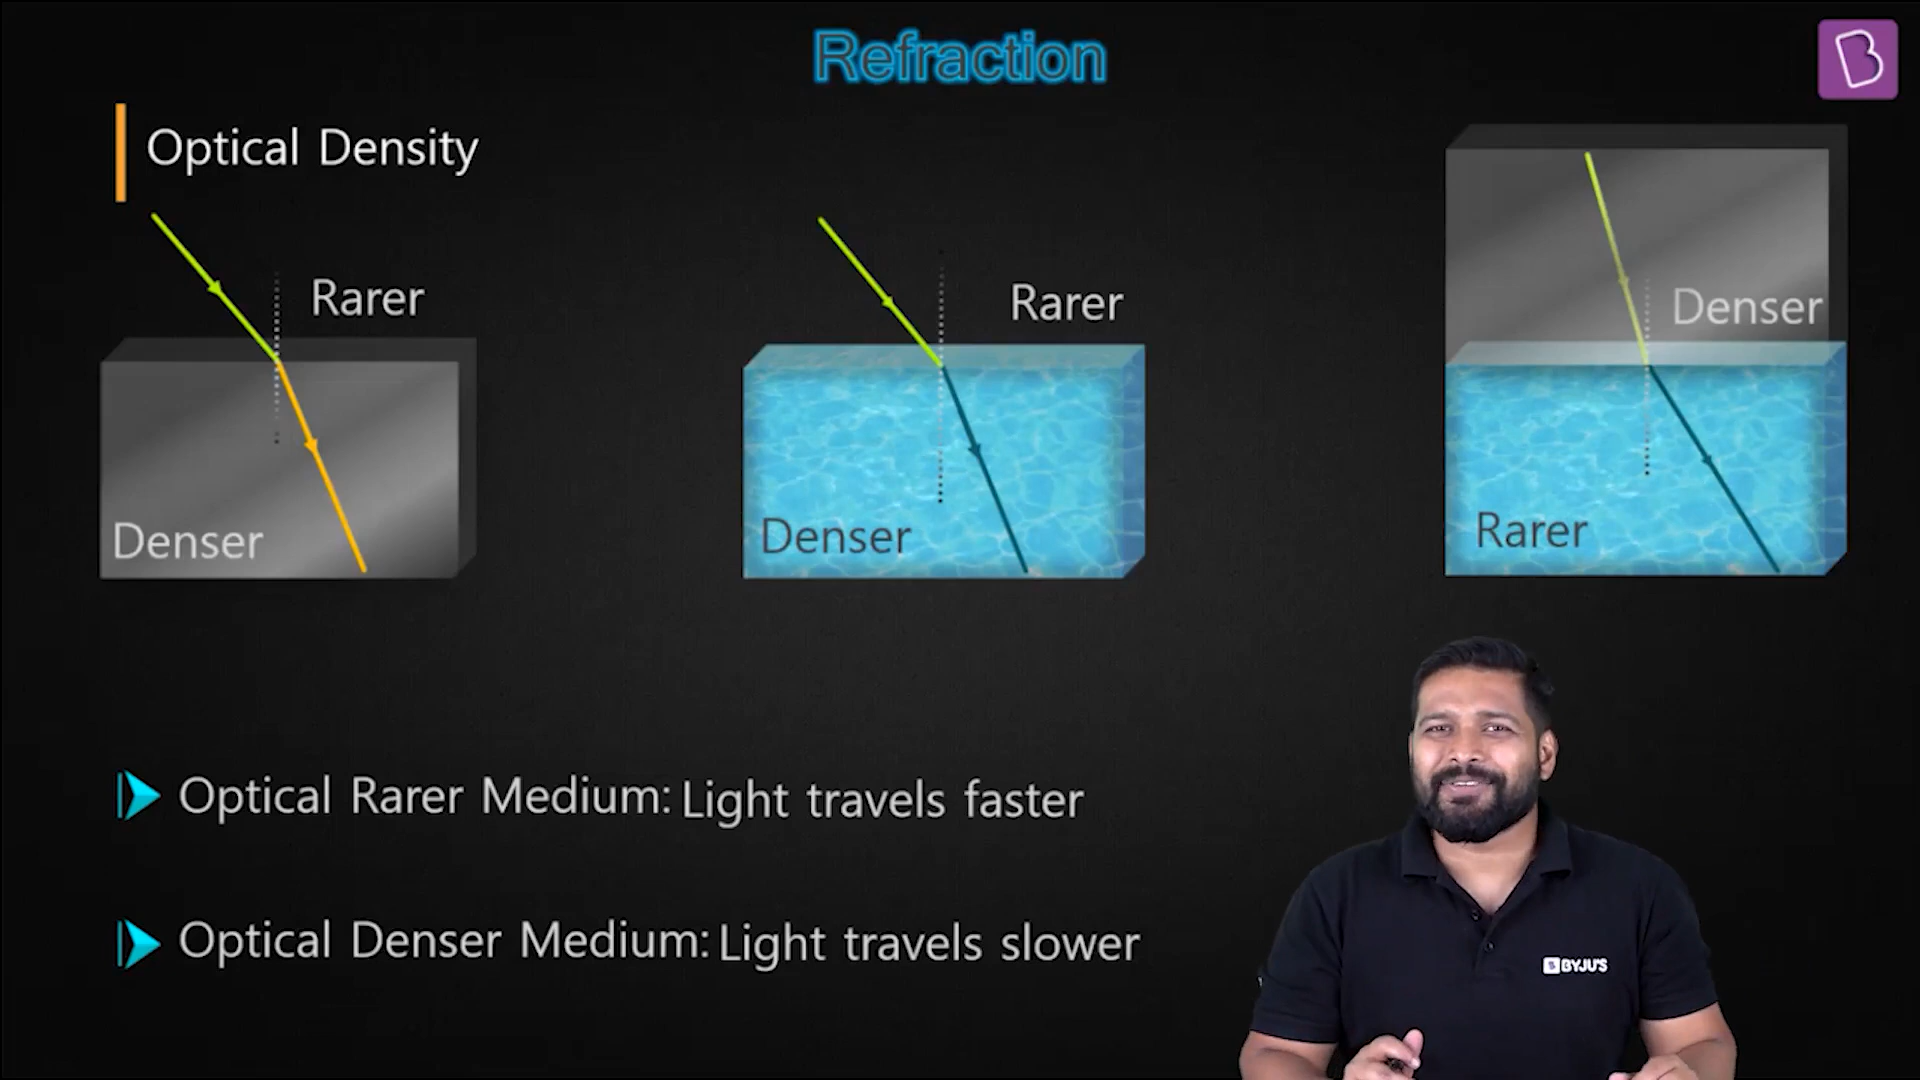 Refraction
Optical Density
Rarer
Denser
Rarer
Denser
Denser
Rarer
Optical Rarer Medium: Light travels faster
Optical Denser Medium: Light travels slower
B
BYJU'S